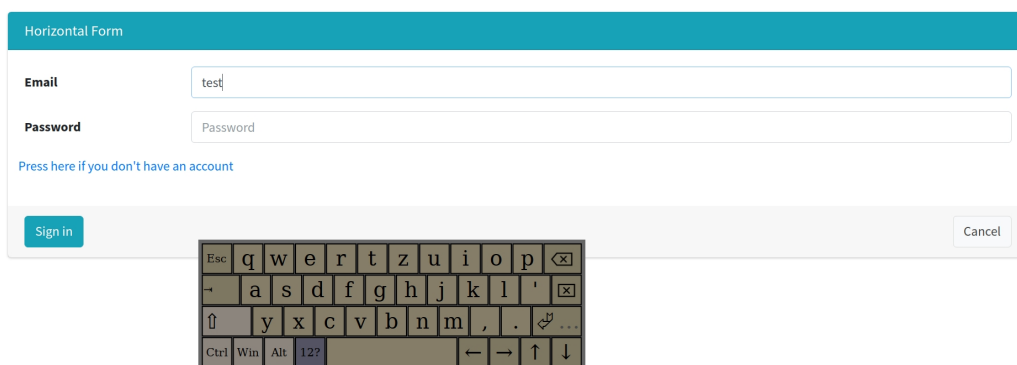 Horizontal Form
Email test
Password Password
Press here if you don't have an account
Sign in Cancel
Esc q w e r t z u i o p ⌫
→ a s d f g h j k l ' ⌧
⇧ y x c v b n m , . ⏎ ...
Ctrl Win Alt 12? ← → ↑ ↓